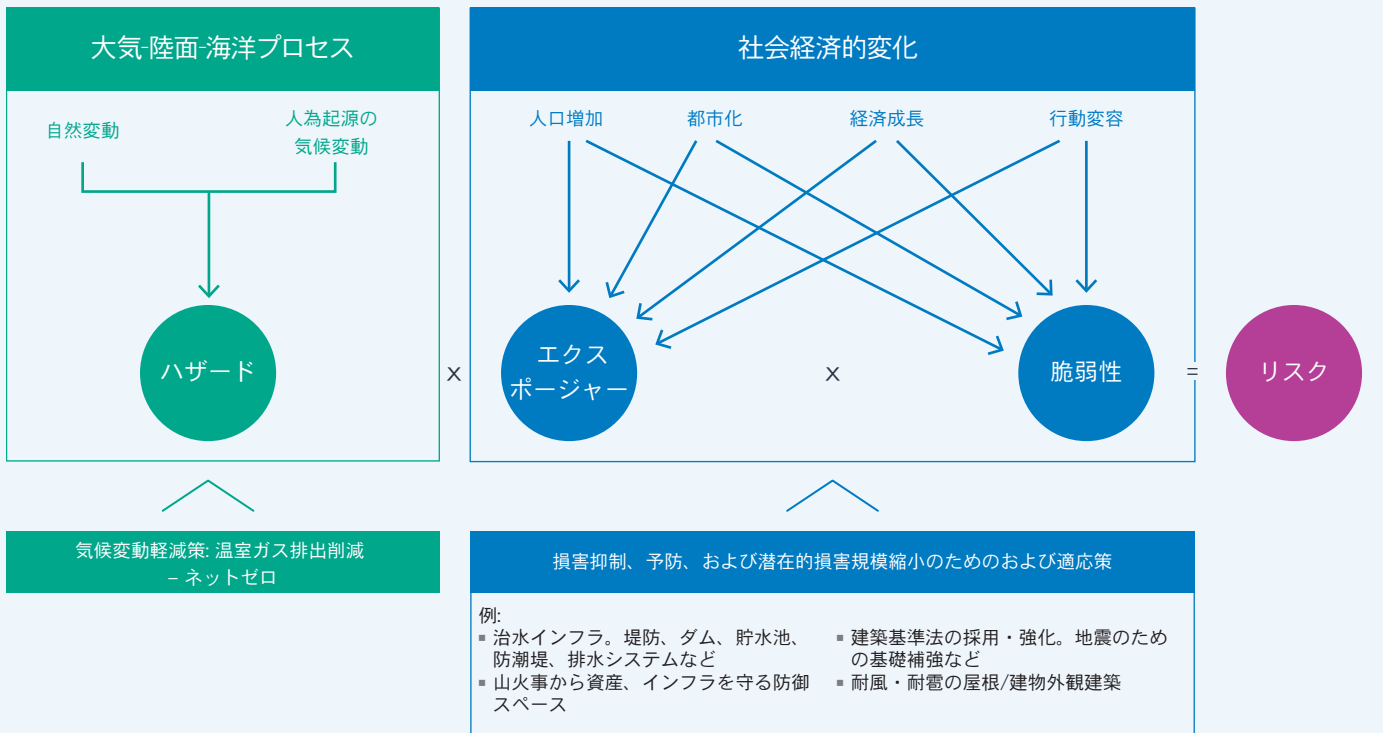 大気-陸面-海洋プロセス
社会経済的変化
自然変動
人為起源の
気候変動
人口増加
都市化
経済成長
行動変容
ハザード
x
エクス
ポージャー
x
脆弱性
=
リスク
気候変動軽減策: 温室ガス排出削減
– ネットゼロ
損害抑制、予防、および潜在的損害規模縮小のためのおよび適応策
例:
▪ 治水インフラ。堤防、ダム、貯水池、
防潮堤、排水システムなど
▪ 山火事から資産、インフラを守る防御
スペース
▪ 建築基準法の採用・強化。地震のため
の基礎補強など
▪ 耐風・耐雹の屋根/建物外観建築